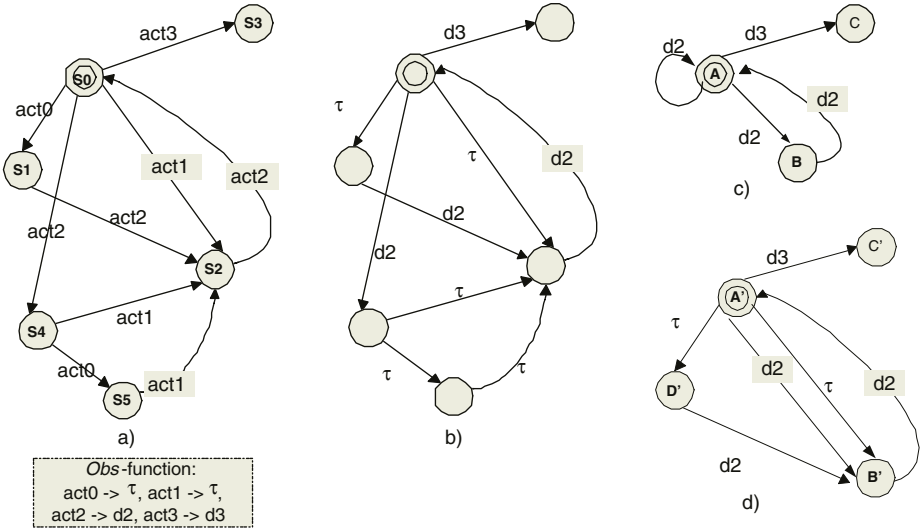 S3
act3
S0
act0
S1
act1
act2
act2
act2
S2
S4
act1
act0
S5
act1
a)
Obs-function:
act0 -> τ, act1 -> τ,
act2 -> d2, act3 -> d3
d3
τ
τ
d2
d2
d2
τ
τ
τ
b)
C
d3
d2
A
d2
d2
B
c)
C'
d3
A'
τ
d2
τ
d2
D'
d2
B'
d)